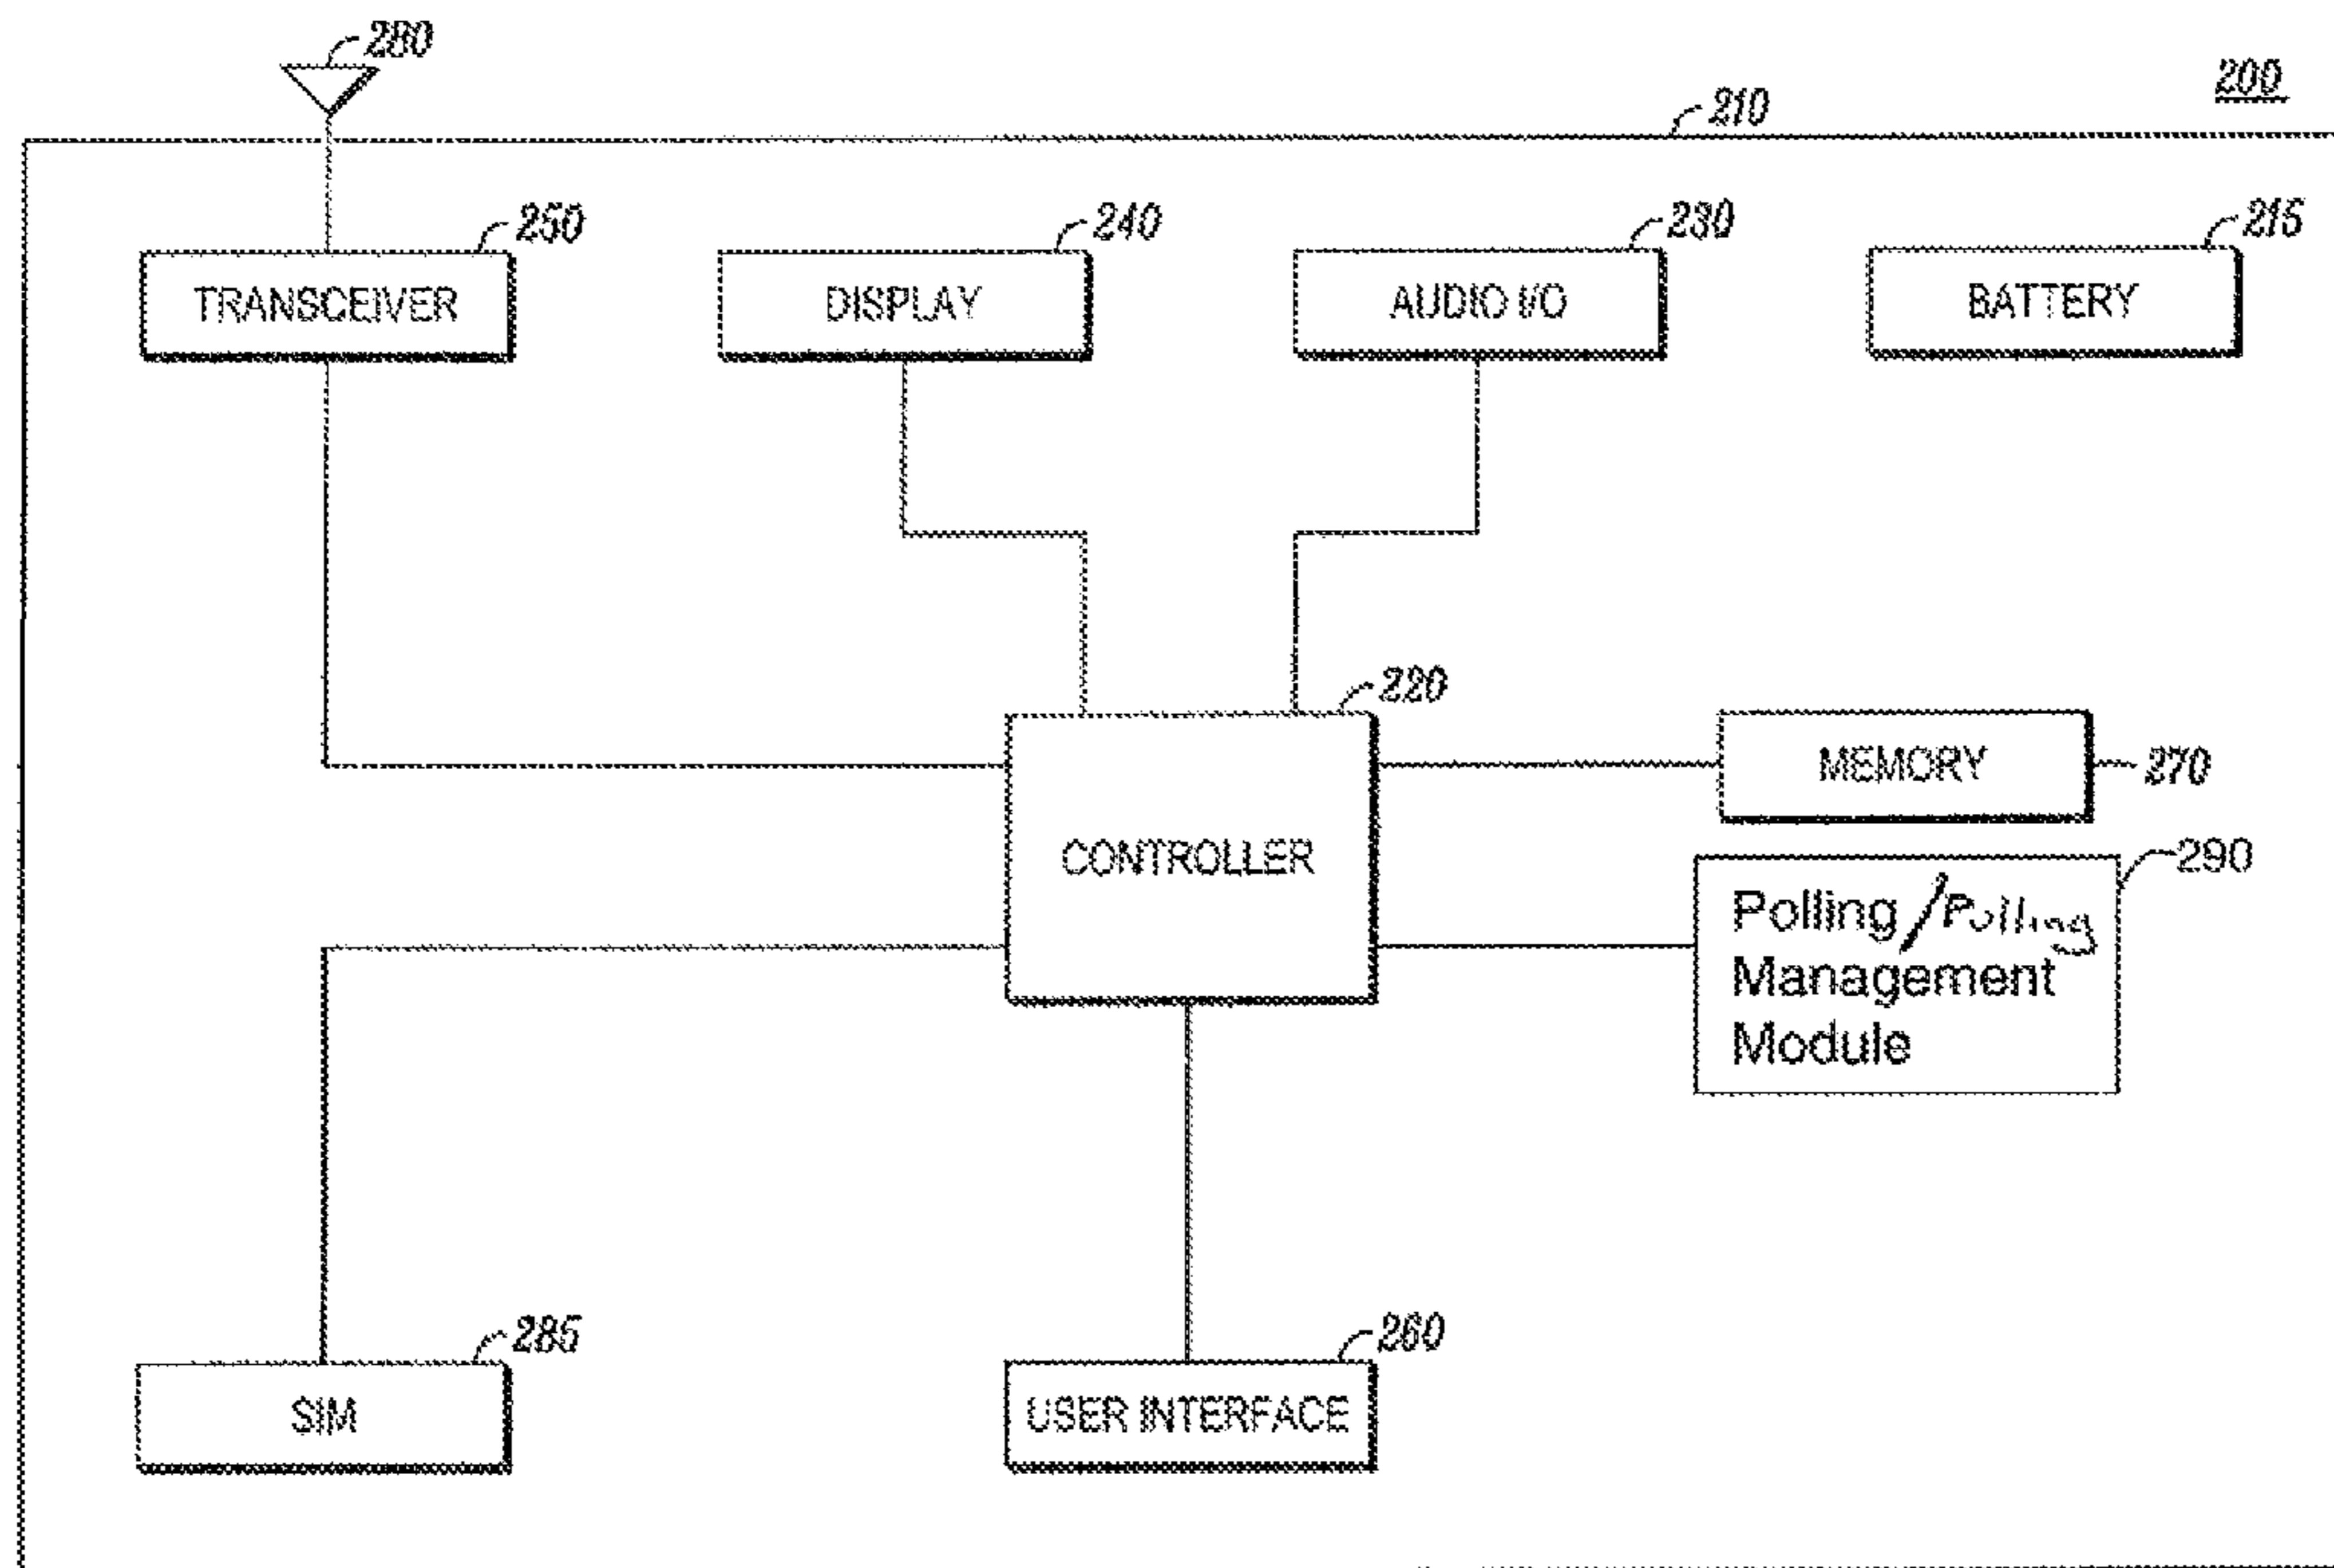 280
200
210
250
240
230
215
TRANSCEIVER
DISPLAY
AUDIO I/O
BATTERY
220
MEMORY
270
CONTROLLER
290
Polling /Polling
Management
Module
285
260
SIM
USER INTERFACE